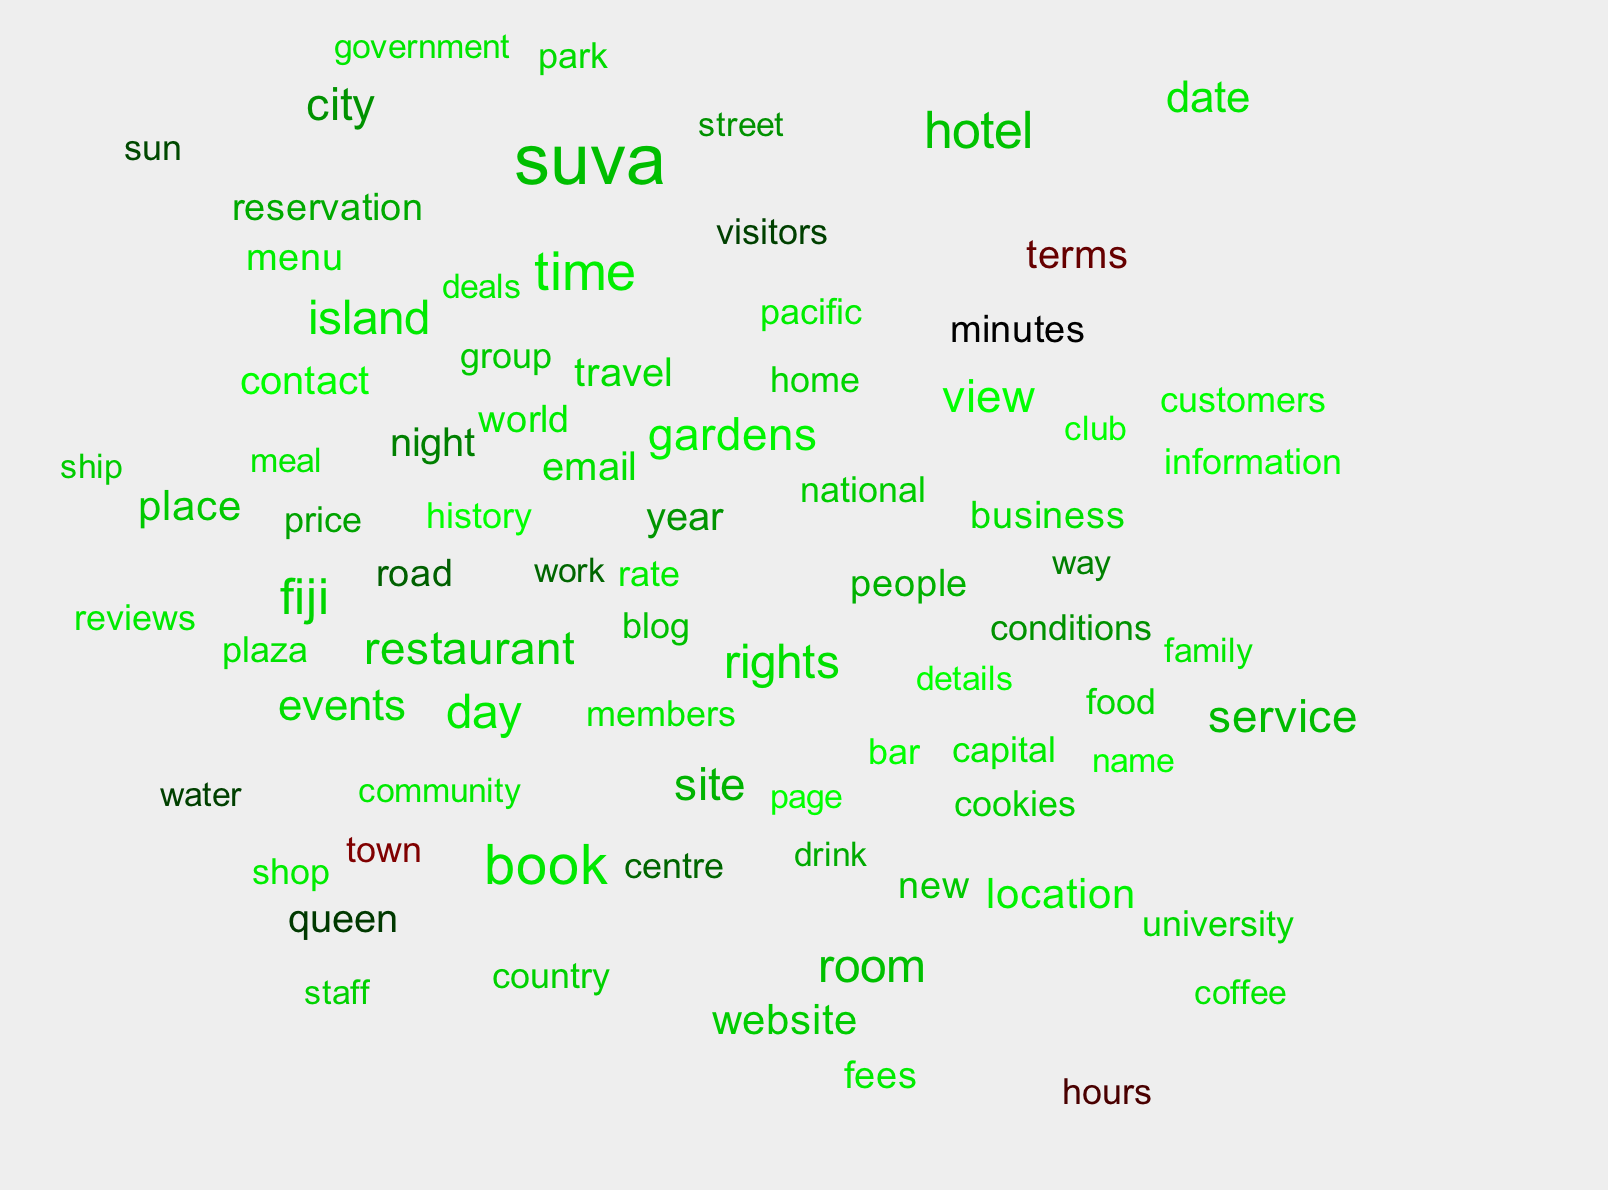 government
park
date
city
hotel
street
sun
suva
reservation
visitors
terms
menu
time
deals
pacific
island
minutes
group
travel
home
contact
view
customers
world
club
gardens
night
meal
ship
email
information
national
place
price
history
year
business
way
road
work
rate
people
fiji
reviews
blog
conditions
plaza
restaurant
family
rights
details
events
day
members
food
service
bar
capital
name
water
community
site
page
cookies
town
shop
book
centre
drink
new
location
queen
university
room
country
staff
coffee
website
fees
hours